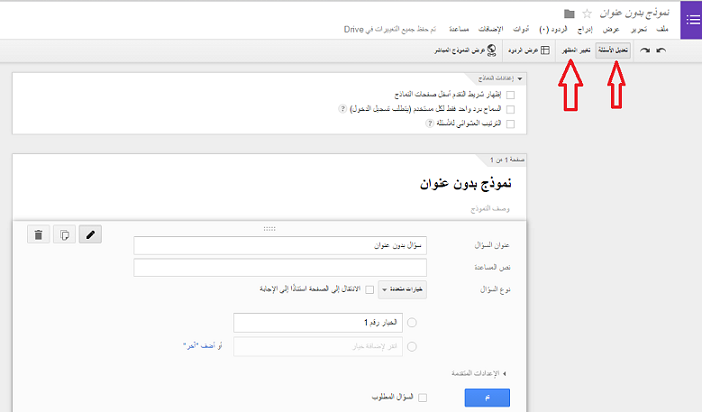 نموذج بدون عنوان
ملف تحرير عرض إدراج الردود (٠) أدوات الإضافات مساعدة تم حفظ جميع التغييرات في Drive
تعديل الأسئلة تغيير المظهر عرض الردود عرض النموذج المباشر
إعدادات النماذج
إظهار شريط التقدم أسفل صفحات النماذج
السماح برد واحد فقط لكل مستخدم (يتطلب تسجيل الدخول) ?
الترتيب العشوائي للأسئلة ?
صفحة 1 من 1
نموذج بدون عنوان
وصف النموذج
عنوان السؤال سؤال بدون عنوان
نص المساعدة
نوع السؤال خيارات متعددة الانتقال إلى الصفحة استنادًا إلى الإجابة
الخيار رقم 1
انقر لإضافة خيار أو أضف "آخر"
الإعدادات المتقدمة
تم السؤال المطلوب